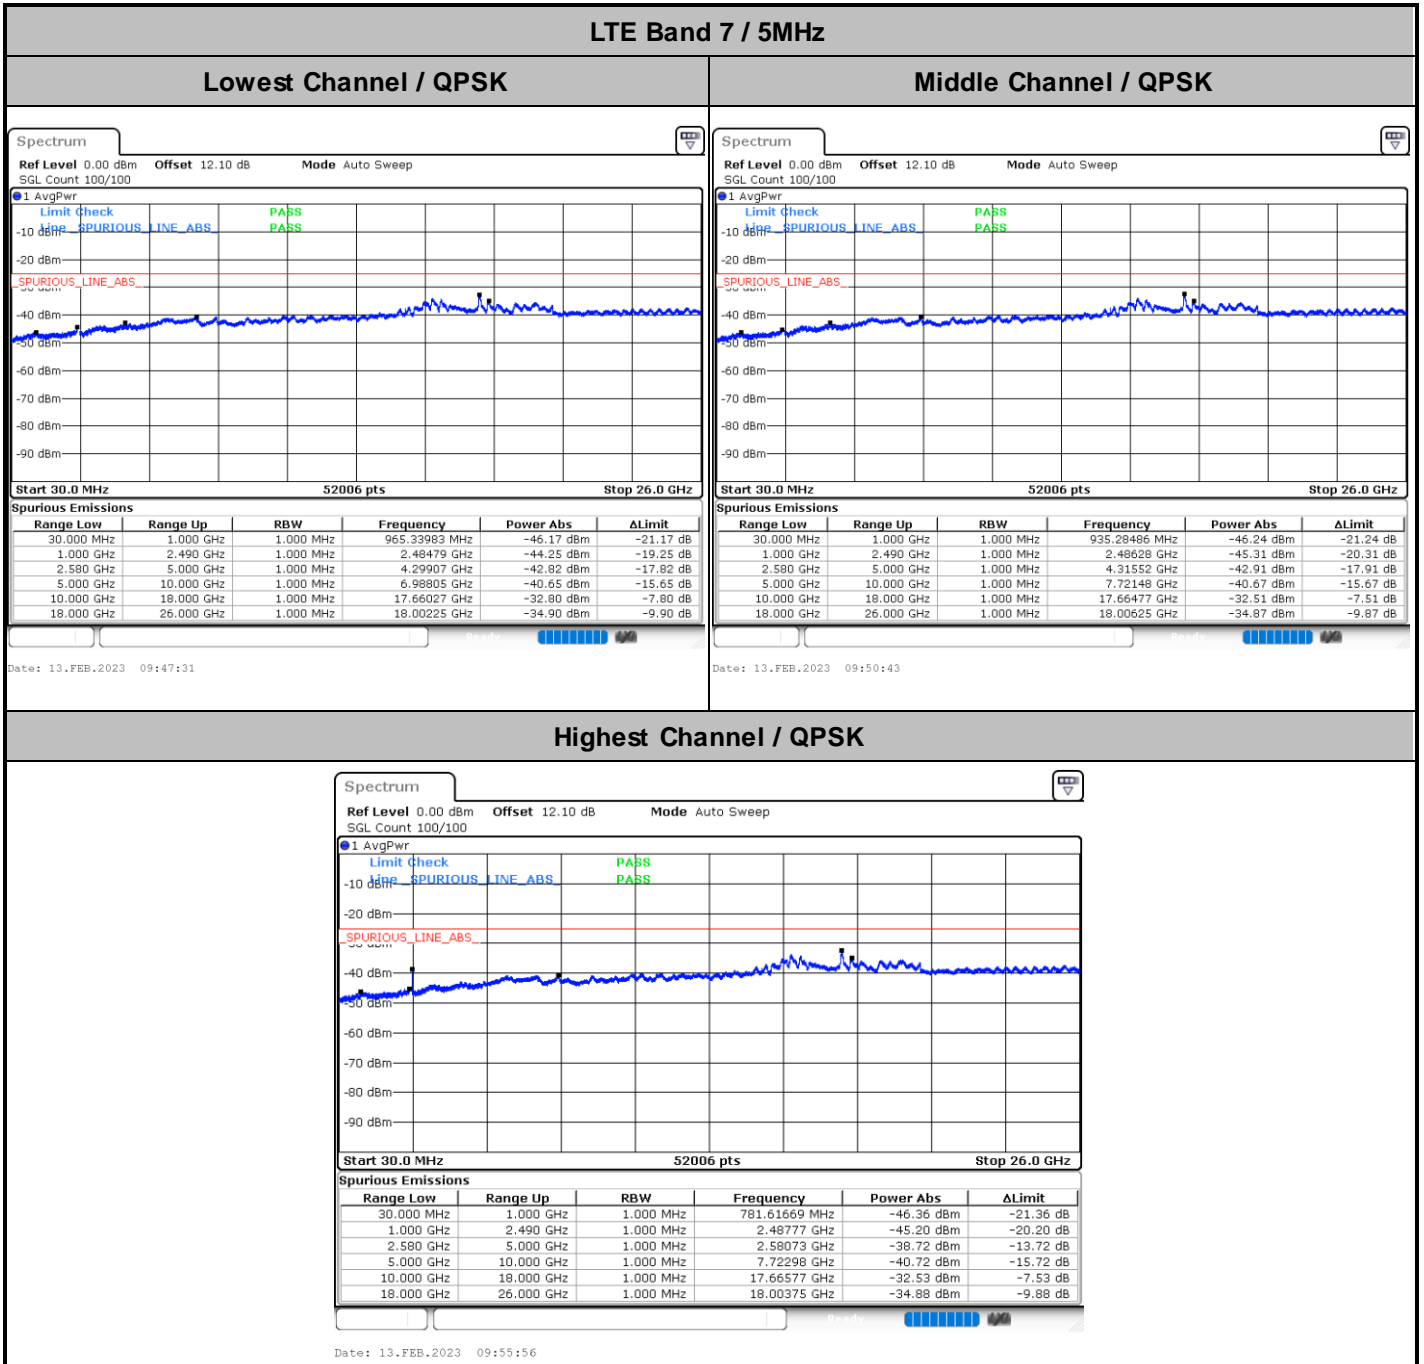 LTE Band 7 / 5MHz
Lowest Channel / QPSK
Middle Channel / QPSK
Spectrum
Ref Level 0.00 dBm Offset 12.10 dB Mode Auto Sweep
SGL Count 100/100
1 AvgPwr
Limit Check PASS
Line _SPURIOUS_LINE_ABS_ PASS
-10 dBm
-20 dBm
_SPURIOUS_LINE_ABS_
-30 dBm
-40 dBm
-50 dBm
-60 dBm
-70 dBm
-80 dBm
-90 dBm
Start 30.0 MHz 52006 pts Stop 26.0 GHz
Spurious Emissions
Range Low Range Up RBW Frequency Power Abs ΔLimit
30.000 MHz 1.000 GHz 1.000 MHz 965.33983 MHz -46.17 dBm -21.17 dB
1.000 GHz 2.490 GHz 1.000 MHz 2.48479 GHz -44.25 dBm -19.25 dB
2.580 GHz 5.000 GHz 1.000 MHz 4.29907 GHz -42.82 dBm -17.82 dB
5.000 GHz 10.000 GHz 1.000 MHz 6.98805 GHz -40.65 dBm -15.65 dB
10.000 GHz 18.000 GHz 1.000 MHz 17.66027 GHz -32.80 dBm -7.80 dB
18.000 GHz 26.000 GHz 1.000 MHz 18.00225 GHz -34.90 dBm -9.90 dB
Ready
Date: 13.FEB.2023 09:47:31
Spectrum
Ref Level 0.00 dBm Offset 12.10 dB Mode Auto Sweep
SGL Count 100/100
1 AvgPwr
Limit Check PASS
Line _SPURIOUS_LINE_ABS_ PASS
-10 dBm
-20 dBm
_SPURIOUS_LINE_ABS_
-30 dBm
-40 dBm
-50 dBm
-60 dBm
-70 dBm
-80 dBm
-90 dBm
Start 30.0 MHz 52006 pts Stop 26.0 GHz
Spurious Emissions
Range Low Range Up RBW Frequency Power Abs ΔLimit
30.000 MHz 1.000 GHz 1.000 MHz 935.28486 MHz -46.24 dBm -21.24 dB
1.000 GHz 2.490 GHz 1.000 MHz 2.48628 GHz -45.31 dBm -20.31 dB
2.580 GHz 5.000 GHz 1.000 MHz 4.31552 GHz -42.91 dBm -17.91 dB
5.000 GHz 10.000 GHz 1.000 MHz 7.72148 GHz -40.67 dBm -15.67 dB
10.000 GHz 18.000 GHz 1.000 MHz 17.66477 GHz -32.51 dBm -7.51 dB
18.000 GHz 26.000 GHz 1.000 MHz 18.00625 GHz -34.87 dBm -9.87 dB
Ready
Date: 13.FEB.2023 09:50:43
Highest Channel / QPSK
Spectrum
Ref Level 0.00 dBm Offset 12.10 dB Mode Auto Sweep
SGL Count 100/100
1 AvgPwr
Limit Check PASS
Line _SPURIOUS_LINE_ABS_ PASS
-10 dBm
-20 dBm
_SPURIOUS_LINE_ABS_
-30 dBm
-40 dBm
-50 dBm
-60 dBm
-70 dBm
-80 dBm
-90 dBm
Start 30.0 MHz 52006 pts Stop 26.0 GHz
Spurious Emissions
Range Low Range Up RBW Frequency Power Abs ΔLimit
30.000 MHz 1.000 GHz 1.000 MHz 781.61669 MHz -46.36 dBm -21.36 dB
1.000 GHz 2.490 GHz 1.000 MHz 2.48777 GHz -45.20 dBm -20.20 dB
2.580 GHz 5.000 GHz 1.000 MHz 2.58073 GHz -38.72 dBm -13.72 dB
5.000 GHz 10.000 GHz 1.000 MHz 7.72298 GHz -40.72 dBm -15.72 dB
10.000 GHz 18.000 GHz 1.000 MHz 17.66577 GHz -32.53 dBm -7.53 dB
18.000 GHz 26.000 GHz 1.000 MHz 18.00375 GHz -34.88 dBm -9.88 dB
Ready
Date: 13.FEB.2023 09:55:56